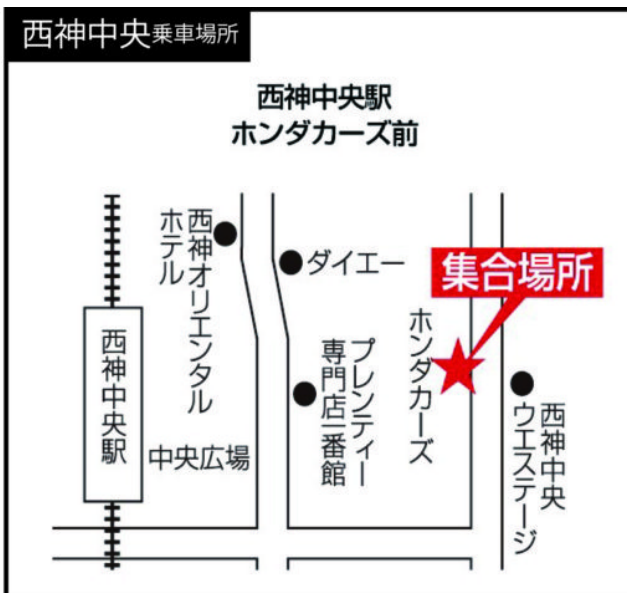 西神中央乗車場所
西神中央駅
ホンダカーズ前
西神オリエンタル
ホテル
ダイエー
集合場所
西神中央駅
中央広場
プレンティー
専門店一番館
ホンダカーズ
西神中央
ウエステージ